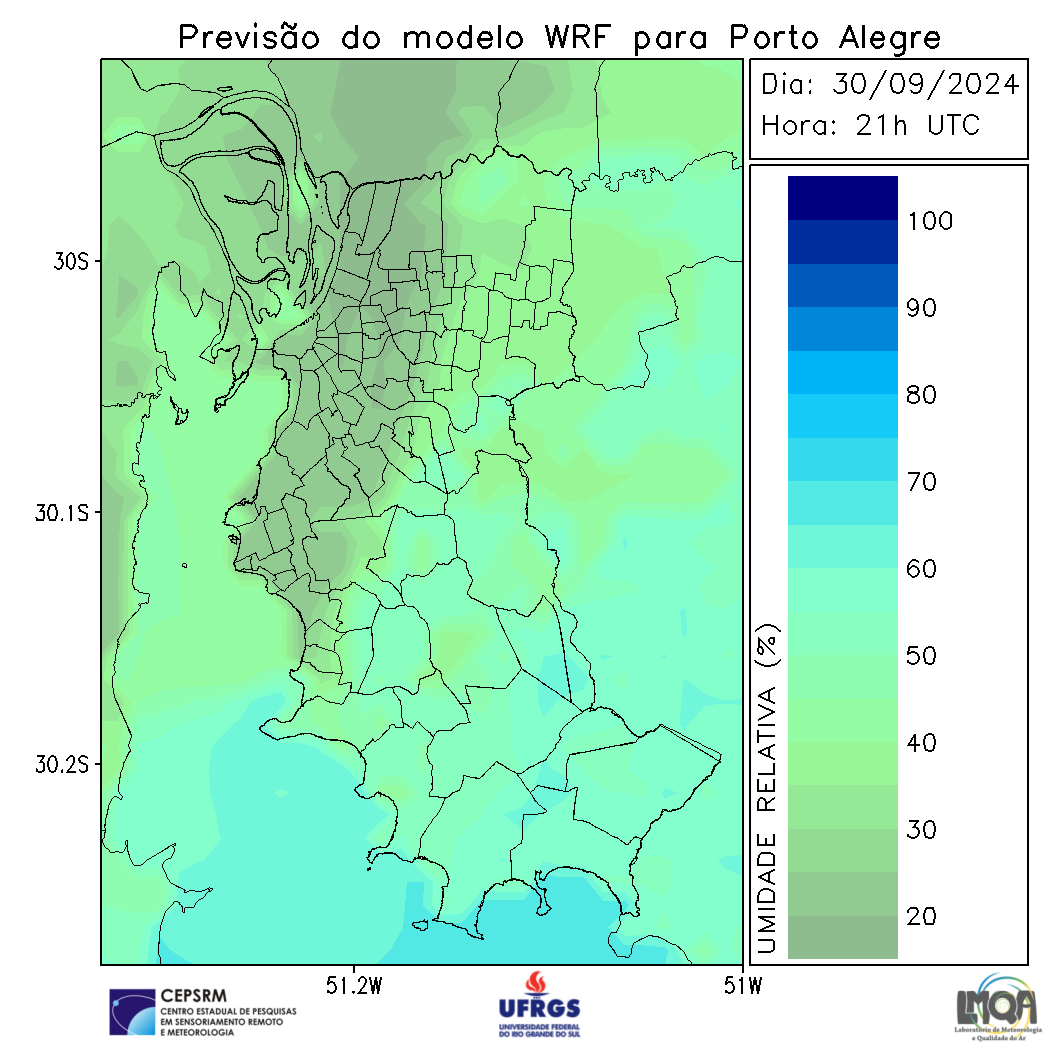 Previsão do modelo WRF para Porto Alegre
Dia: 30/09/2024
Hora: 21h UTC
100
90
80
70
60
50
40
30
20
UMIDADE RELATIVA (%)
30S
30.1S
30.2S
51.2W
51W
CEPSRM
CENTRO ESTADUAL DE PESQUISAS
EM SENSORIAMENTO REMOTO
E METEOROLOGIA
UFRGS
UNIVERSIDADE FEDERAL
DO RIO GRANDE DO SUL
LMQA
Laboratório de Meteorologia
e Qualidade do Ar